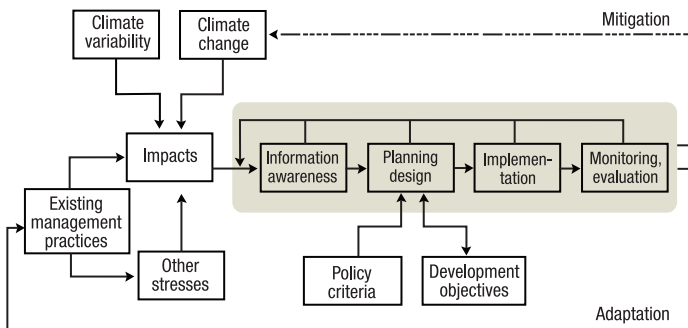 Climate
variability
Climate
change
Mitigation
Impacts
Information
awareness
Planning
design
Implemen-
tation
Monitoring,
evaluation
Existing
management
practices
Other
stresses
Policy
criteria
Development
objectives
Adaptation